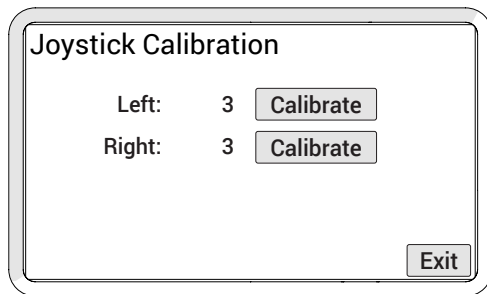 Joystick Calibration
Left: 3 Calibrate
Right: 3 Calibrate
Exit